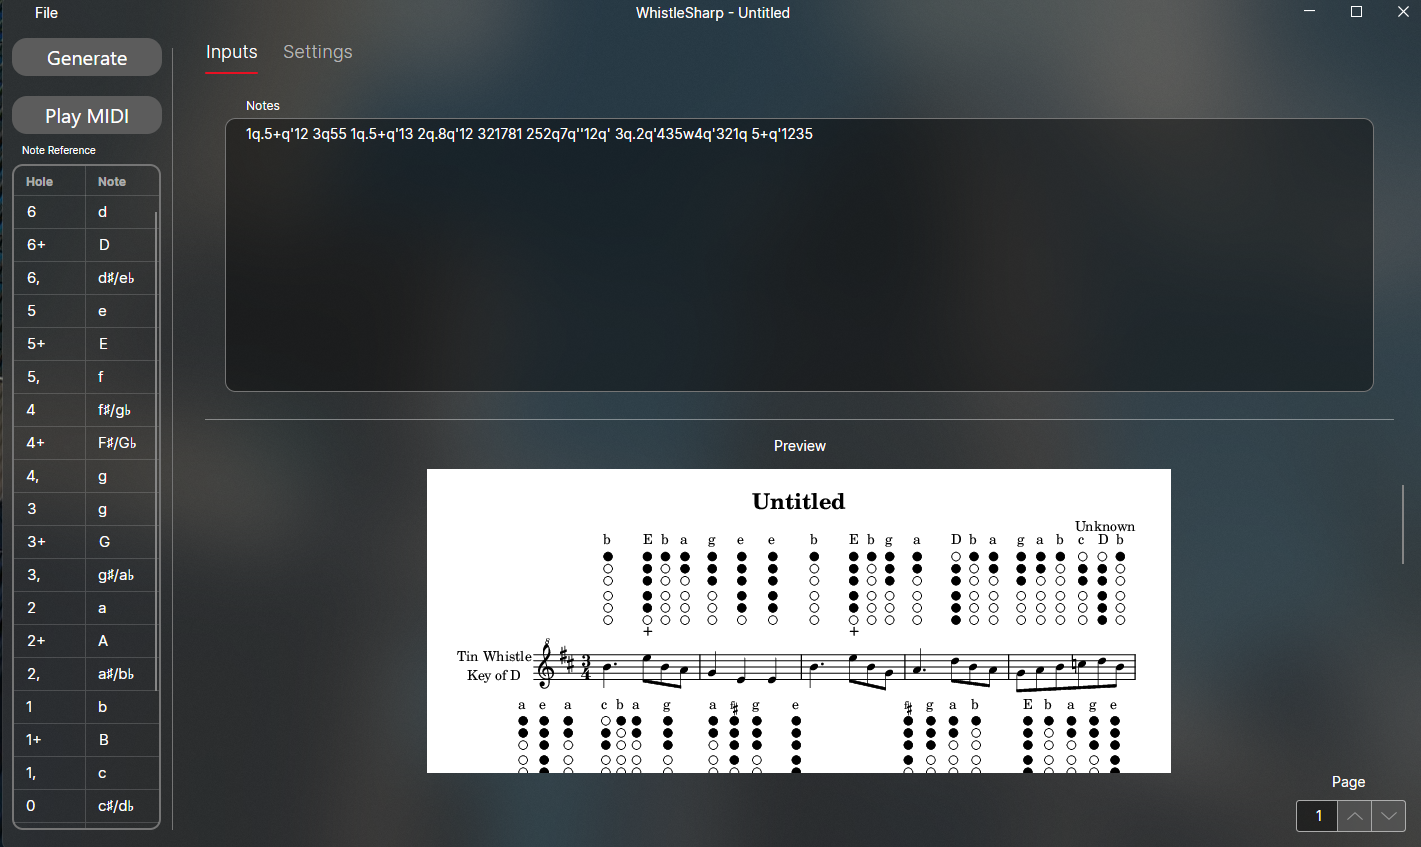 File
WhistleSharp - Untitled
Generate
Play MIDI
Note Reference
Hole Note
6 d
6+ D
6, d♯/e♭
5 e
5+ E
5, f
4 f♯/g♭
4+ F♯/G♭
4, g
3 g
3+ G
3, g♯/a♭
2 a
2+ A
2, a♯/b♭
1 b
1+ B
1, c
0 c♯/d♭
Inputs Settings
Notes
1q.5+q'12 3q55 1q.5+q'13 2q.8q'12 321781 252q7q''12q' 3q.2q'435w4q'321q 5+q'1235
Preview
Untitled
Unknown
b E b a g e e b E b g a D b a g a b c D b
+ +
Tin Whistle
Key of D
8
3
4
a e a c b a g a f♯ g e f♯ g a b E b a g e
Page
1